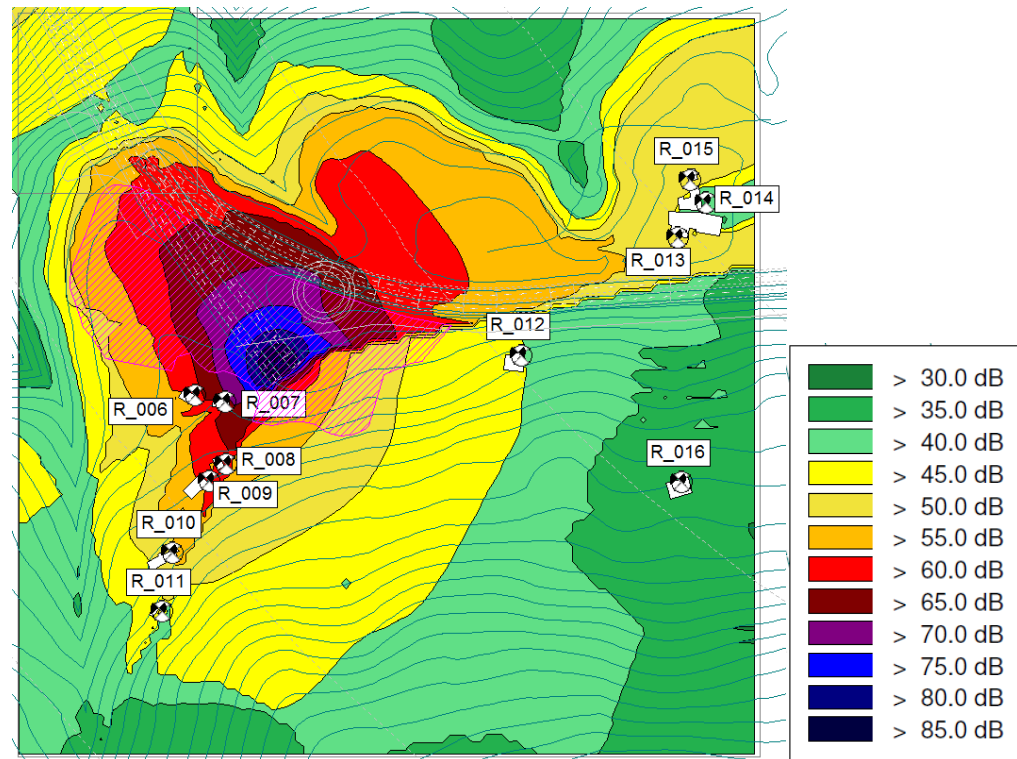 R_015
R_014
R_013
R_012
R_006
R_007
R_008
R_016
R_009
R_010
R_011
> 30.0 dB
> 35.0 dB
> 40.0 dB
> 45.0 dB
> 50.0 dB
> 55.0 dB
> 60.0 dB
> 65.0 dB
> 70.0 dB
> 75.0 dB
> 80.0 dB
> 85.0 dB